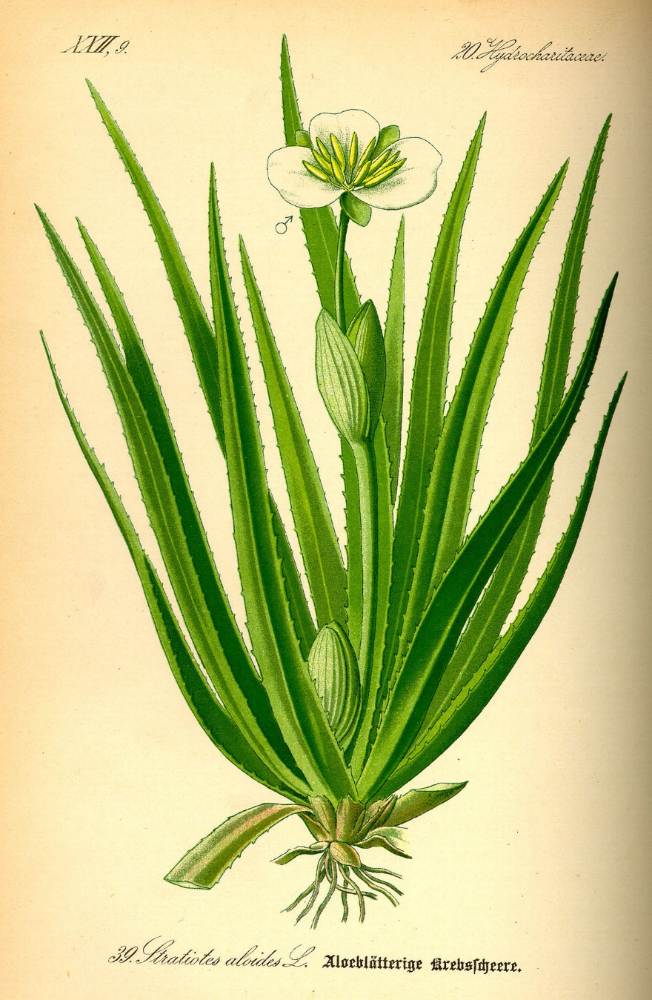 XXII, 9.
20. Hydrocharitaceae.
♂
39. Stratiotes aloides L. Aloeblätterige Krebsſcheere.